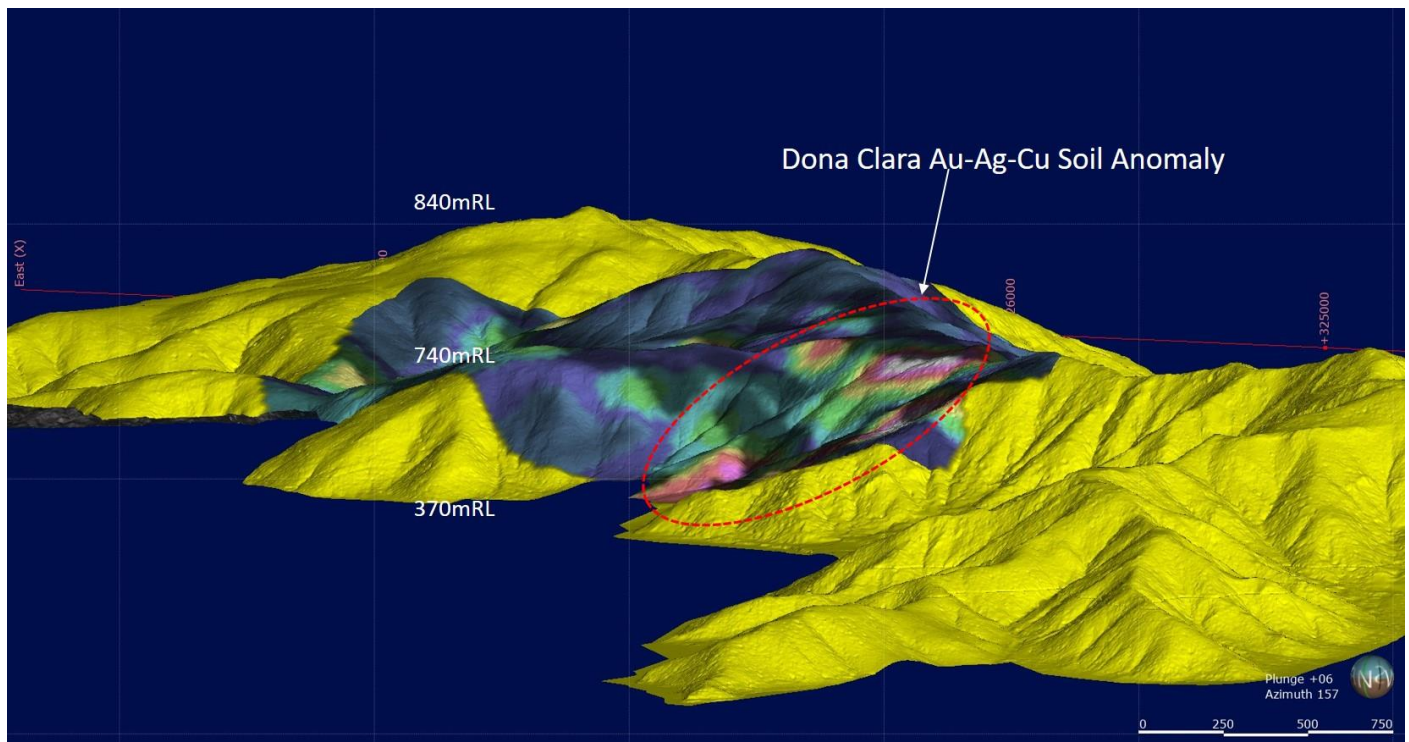 Dona Clara Au-Ag-Cu Soil Anomaly
840mRL
East (X)
740mRL
+325000
370mRL
Plunge +06
Azimuth 157
0 250 500 750